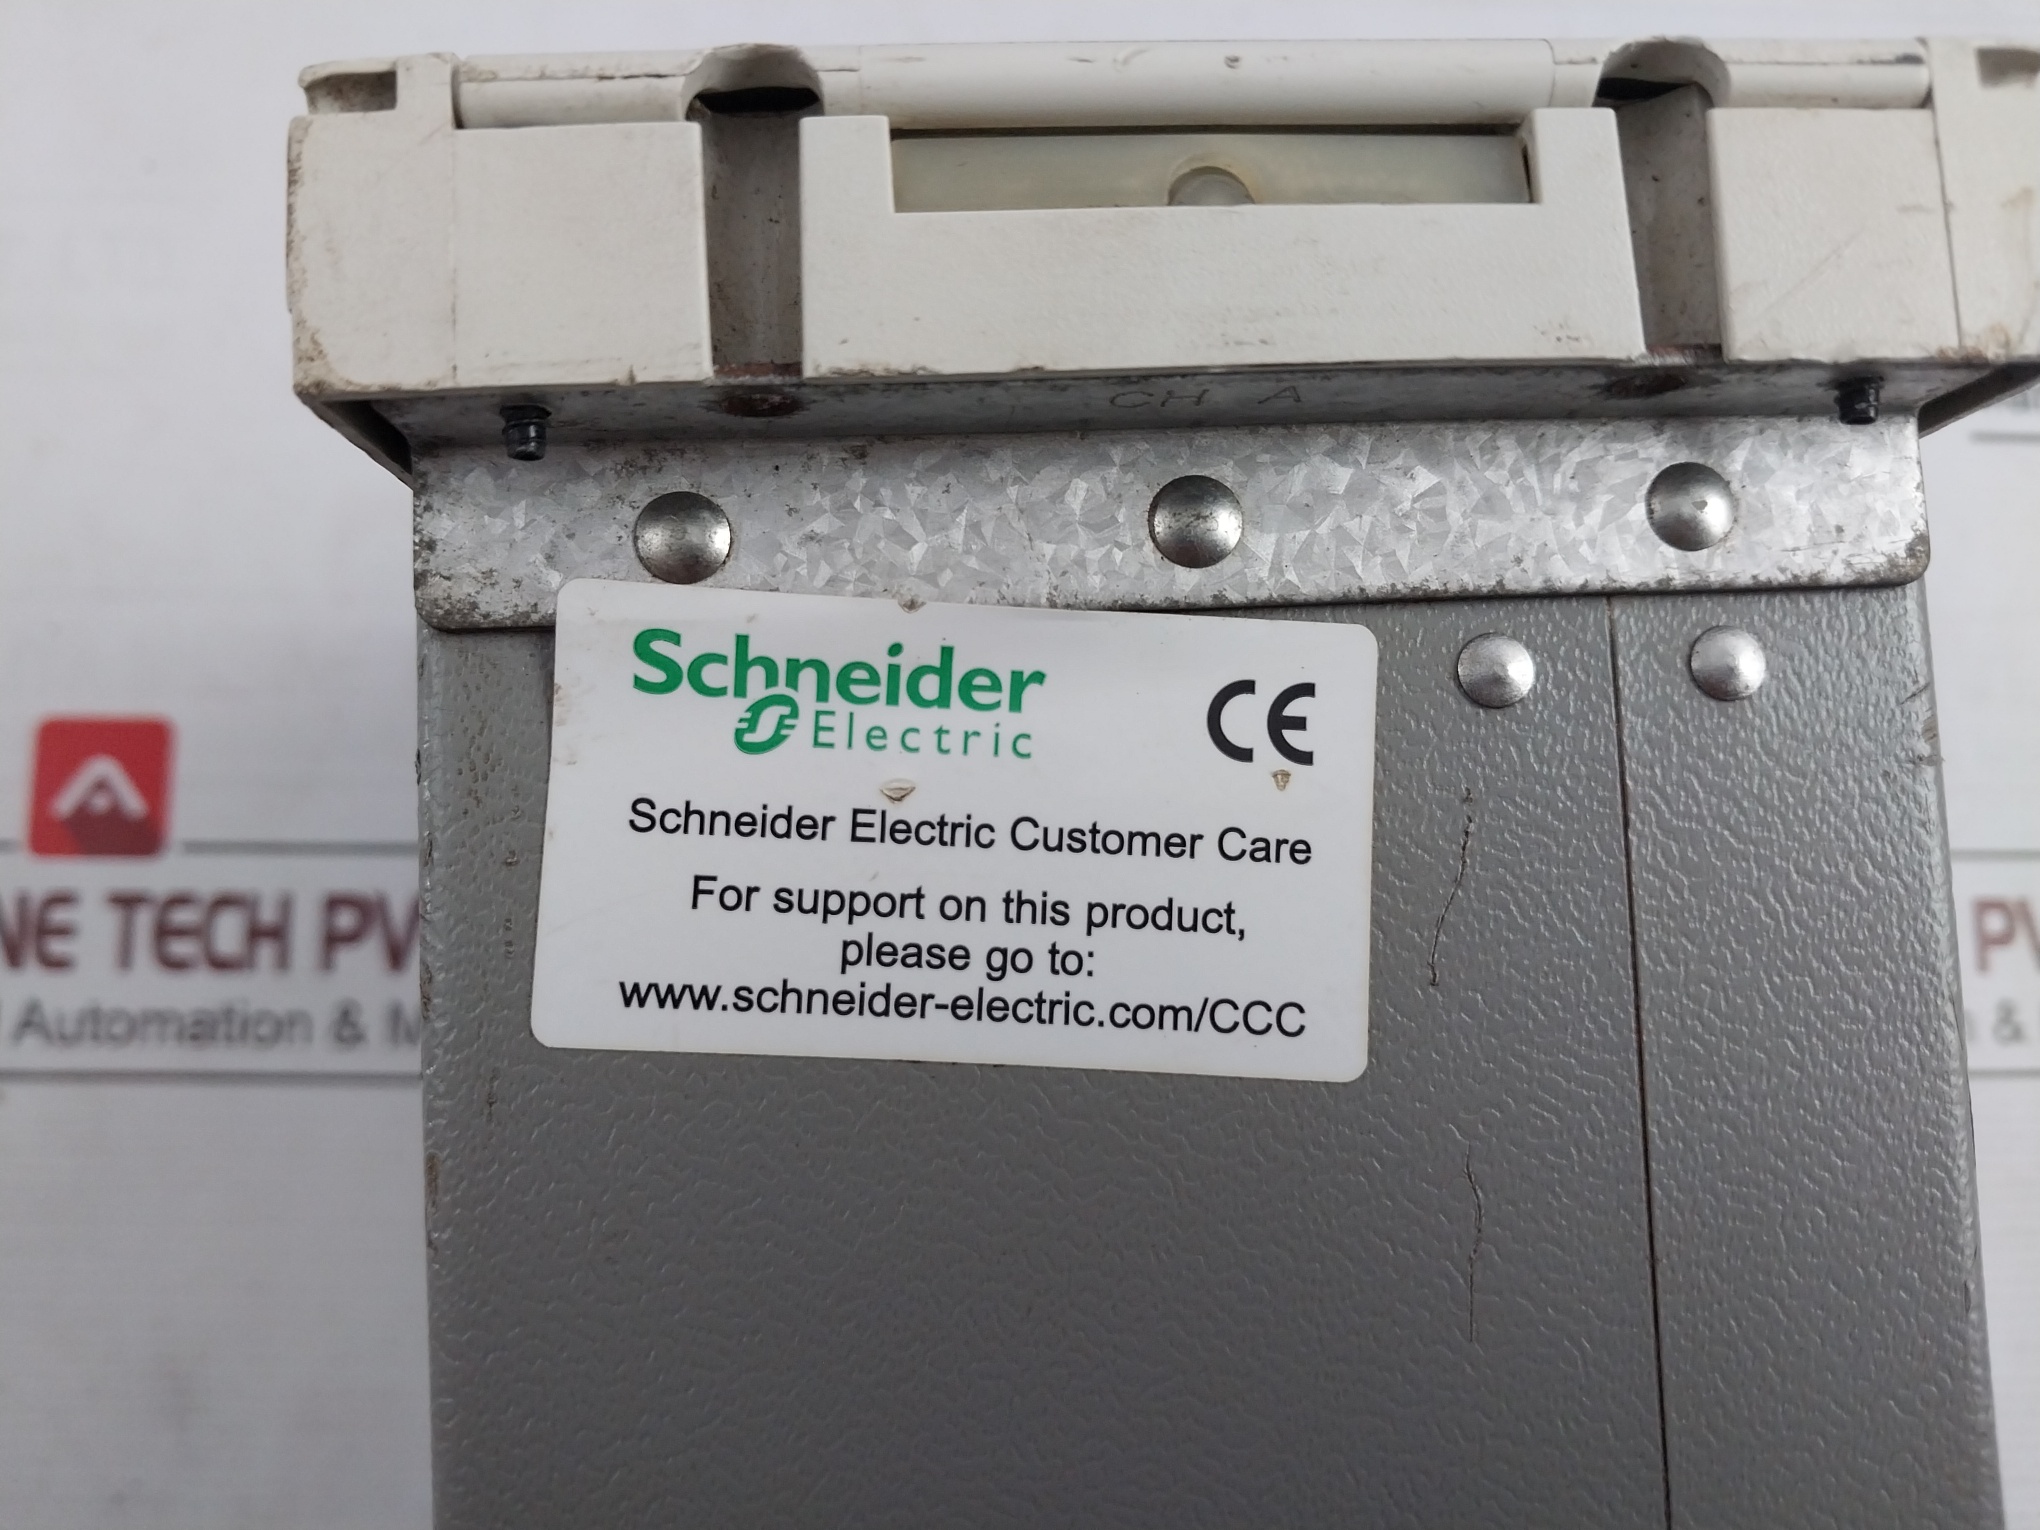 CH A
Schneider
Electric
CE
Schneider Electric Customer Care
For support on this product,
please go to:
www.schneider-electric.com/CCC
NE TECH PV
Automation &
PV
&